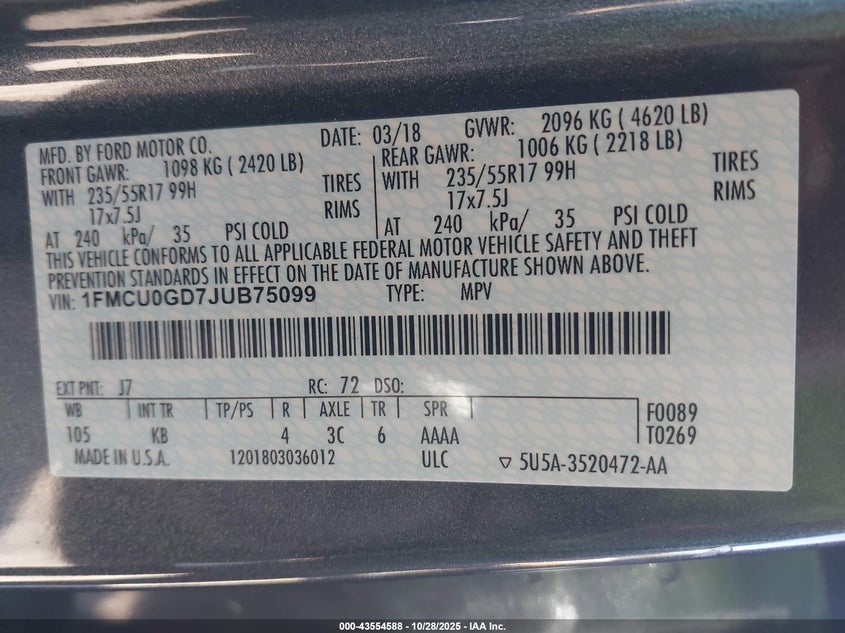 MFD. BY FORD MOTOR CO. DATE: 03/18 GVWR: 2096 KG ( 4620 LB)
FRONT GAWR: 1098 KG ( 2420 LB) REAR GAWR: 1006 KG ( 2218 LB)
WITH 235/55R17 99H TIRES WITH 235/55R17 99H TIRES
17x7.5J RIMS 17x7.5J RIMS
AT 240 kPa/ 35 PSI COLD AT 240 kPa/ 35 PSI COLD
THIS VEHICLE CONFORMS TO ALL APPLICABLE FEDERAL MOTOR VEHICLE SAFETY AND THEFT
PREVENTION STANDARDS IN EFFECT ON THE DATE OF MANUFACTURE SHOWN ABOVE.
VIN: 1FMCU0GD7JUB75099 TYPE: MPV
EXT PNT: J7 RC: 72 DSO:
WB INT TR TP/PS R AXLE TR SPR F0089
105 KB 4 3C 6 AAAA T0269
MADE IN U.S.A. 1201803036012 ULC ▽ 5U5A-3520472-AA
000-43554588 - 10/28/2025 - IAA Inc.